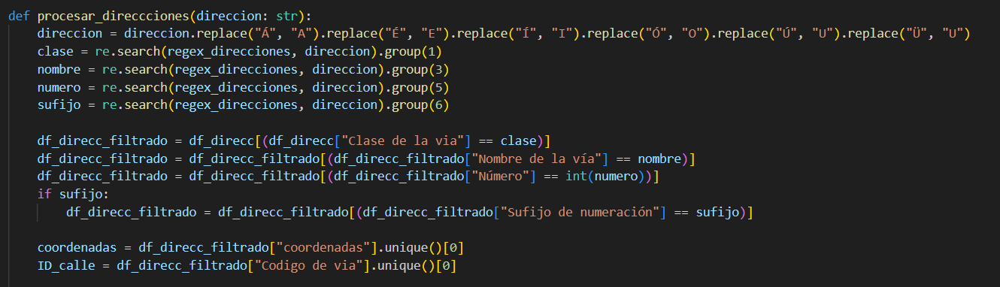 def procesar_direccciones(direccion: str):
direccion = direccion.replace("Á", "A").replace("É", "E").replace("Í", "I").replace("Ó", "O").replace("Ú", "U").replace("Ü", "U")
clase = re.search(regex_direcciones, direccion).group(1)
nombre = re.search(regex_direcciones, direccion).group(3)
numero = re.search(regex_direcciones, direccion).group(5)
sufijo = re.search(regex_direcciones, direccion).group(6)
df_direcc_filtrado = df_direcc[(df_direcc["Clase de la via"] == clase)]
df_direcc_filtrado = df_direcc_filtrado[(df_direcc_filtrado["Nombre de la vía"] == nombre)]
df_direcc_filtrado = df_direcc_filtrado[(df_direcc_filtrado["Número"] == int(numero))]
if sufijo:
df_direcc_filtrado = df_direcc_filtrado[(df_direcc_filtrado["Sufijo de numeración"] == sufijo)]
coordenadas = df_direcc_filtrado["coordenadas"].unique()[0]
ID_calle = df_direcc_filtrado["Codigo de via"].unique()[0]